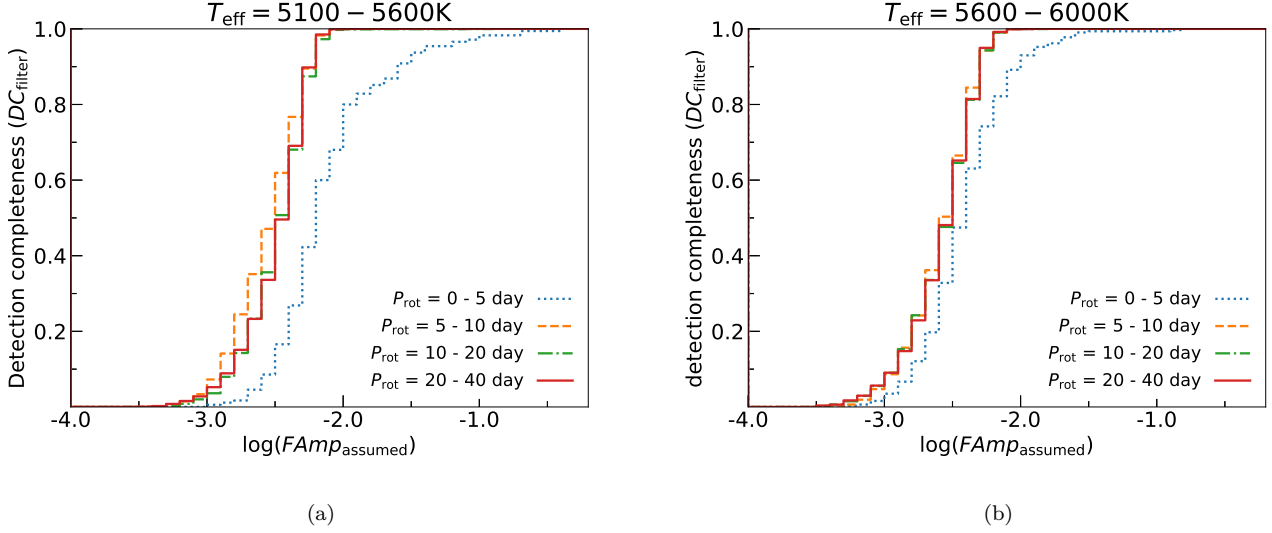 T_eff = 5100 − 5600K
Detection completeness (DC_filter)
1.0
0.8
0.6
0.4
0.2
P_rot = 0 - 5 day
P_rot = 5 - 10 day
P_rot = 10 - 20 day
P_rot = 20 - 40 day
-4.0 -3.0 -2.0 -1.0
log(FAmp_assumed)
(a)
T_eff = 5600 − 6000K
detection completeness (DC_filter)
1.0
0.8
0.6
0.4
0.2
P_rot = 0 - 5 day
P_rot = 5 - 10 day
P_rot = 10 - 20 day
P_rot = 20 - 40 day
-4.0 -3.0 -2.0 -1.0
log(FAmp_assumed)
(b)